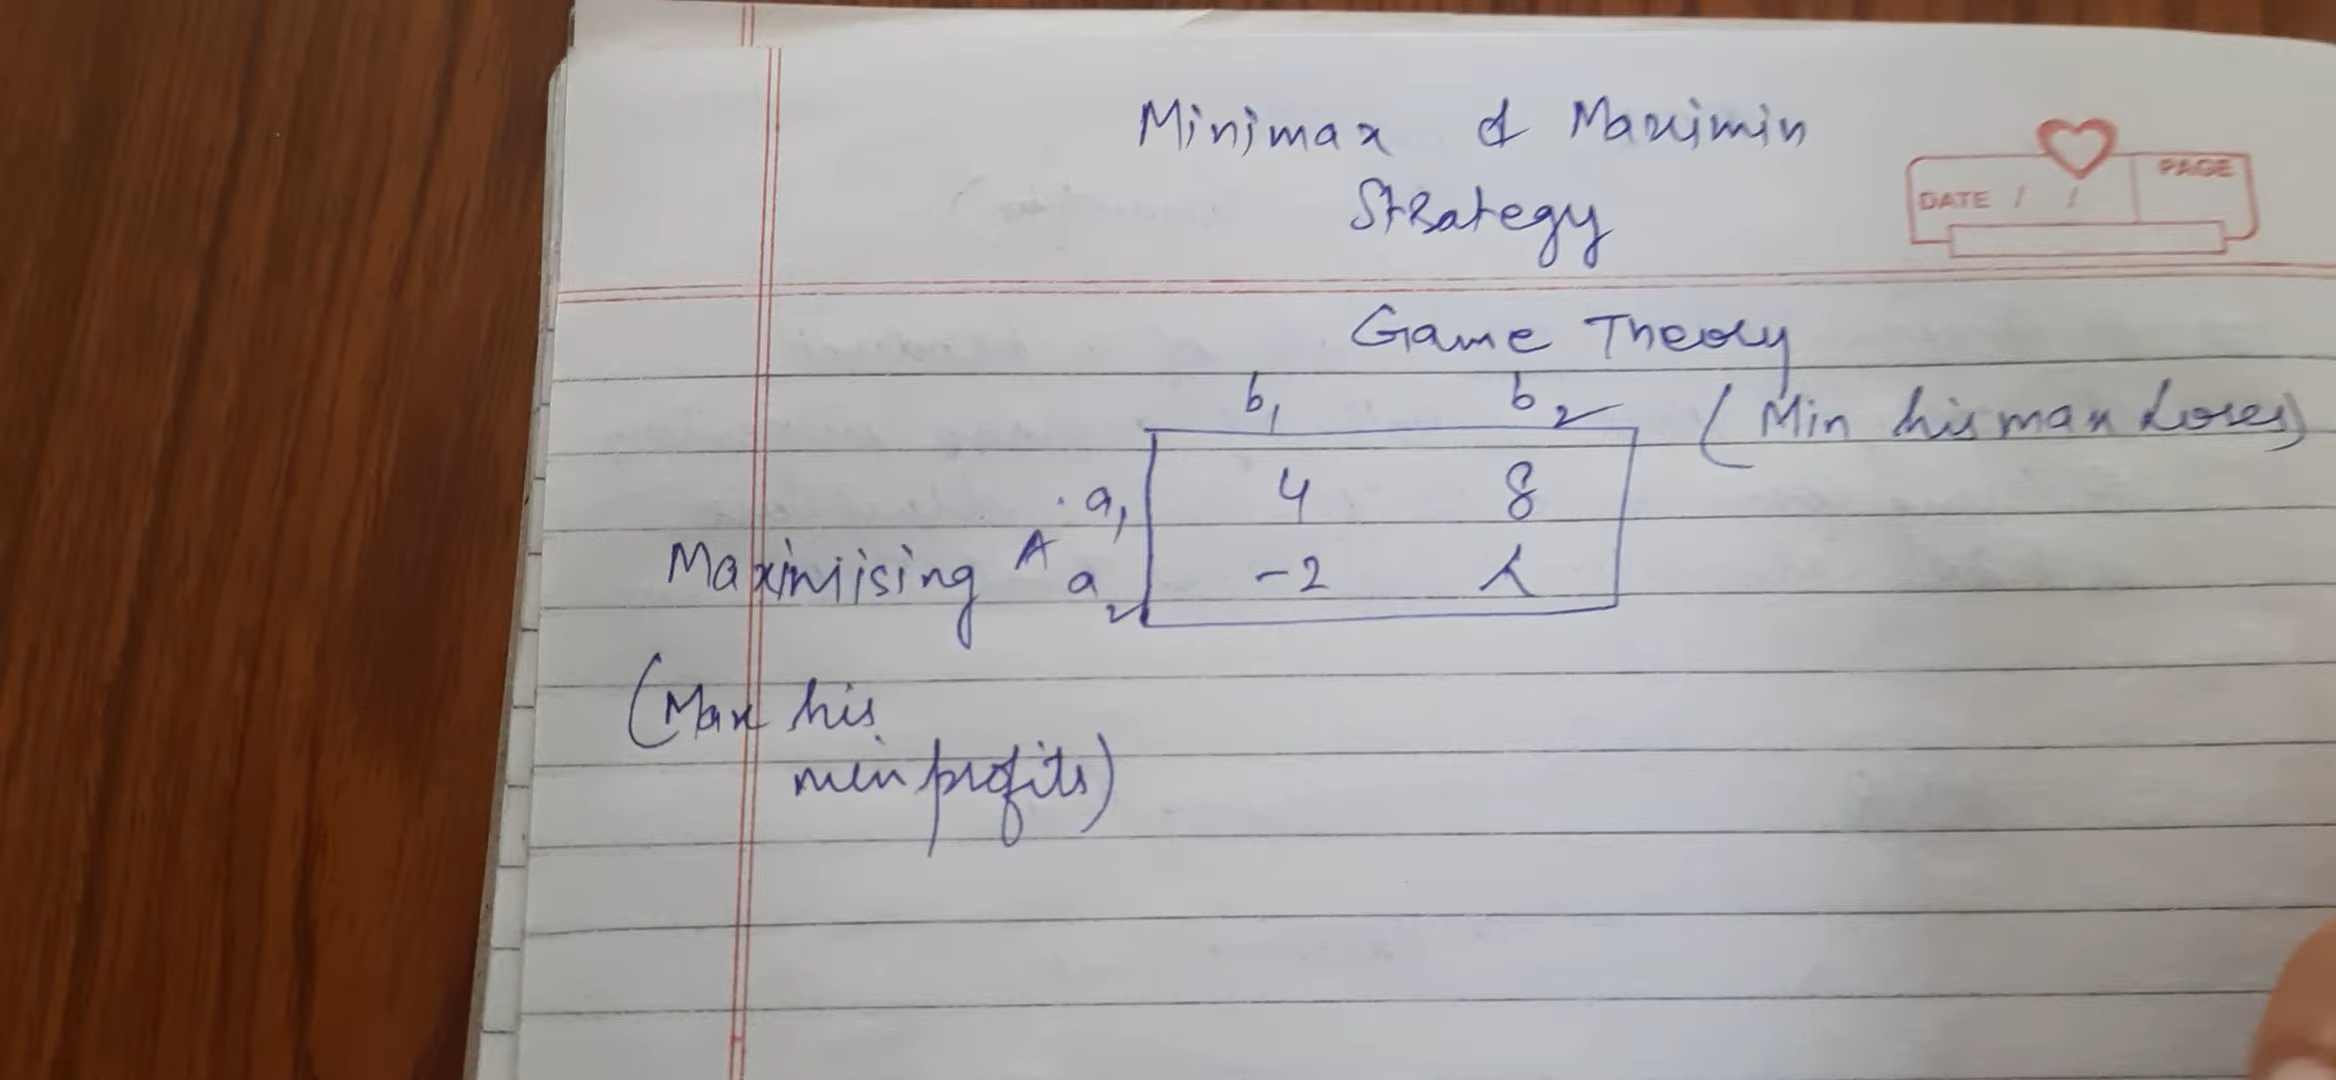 Minimax & Maximin
Strategy
DATE / /
PAGE
Game Theory
b1 b2 (Min his max Loses)
a1 4 8
Maximising A a2 -2 λ
(Max his
min profits)